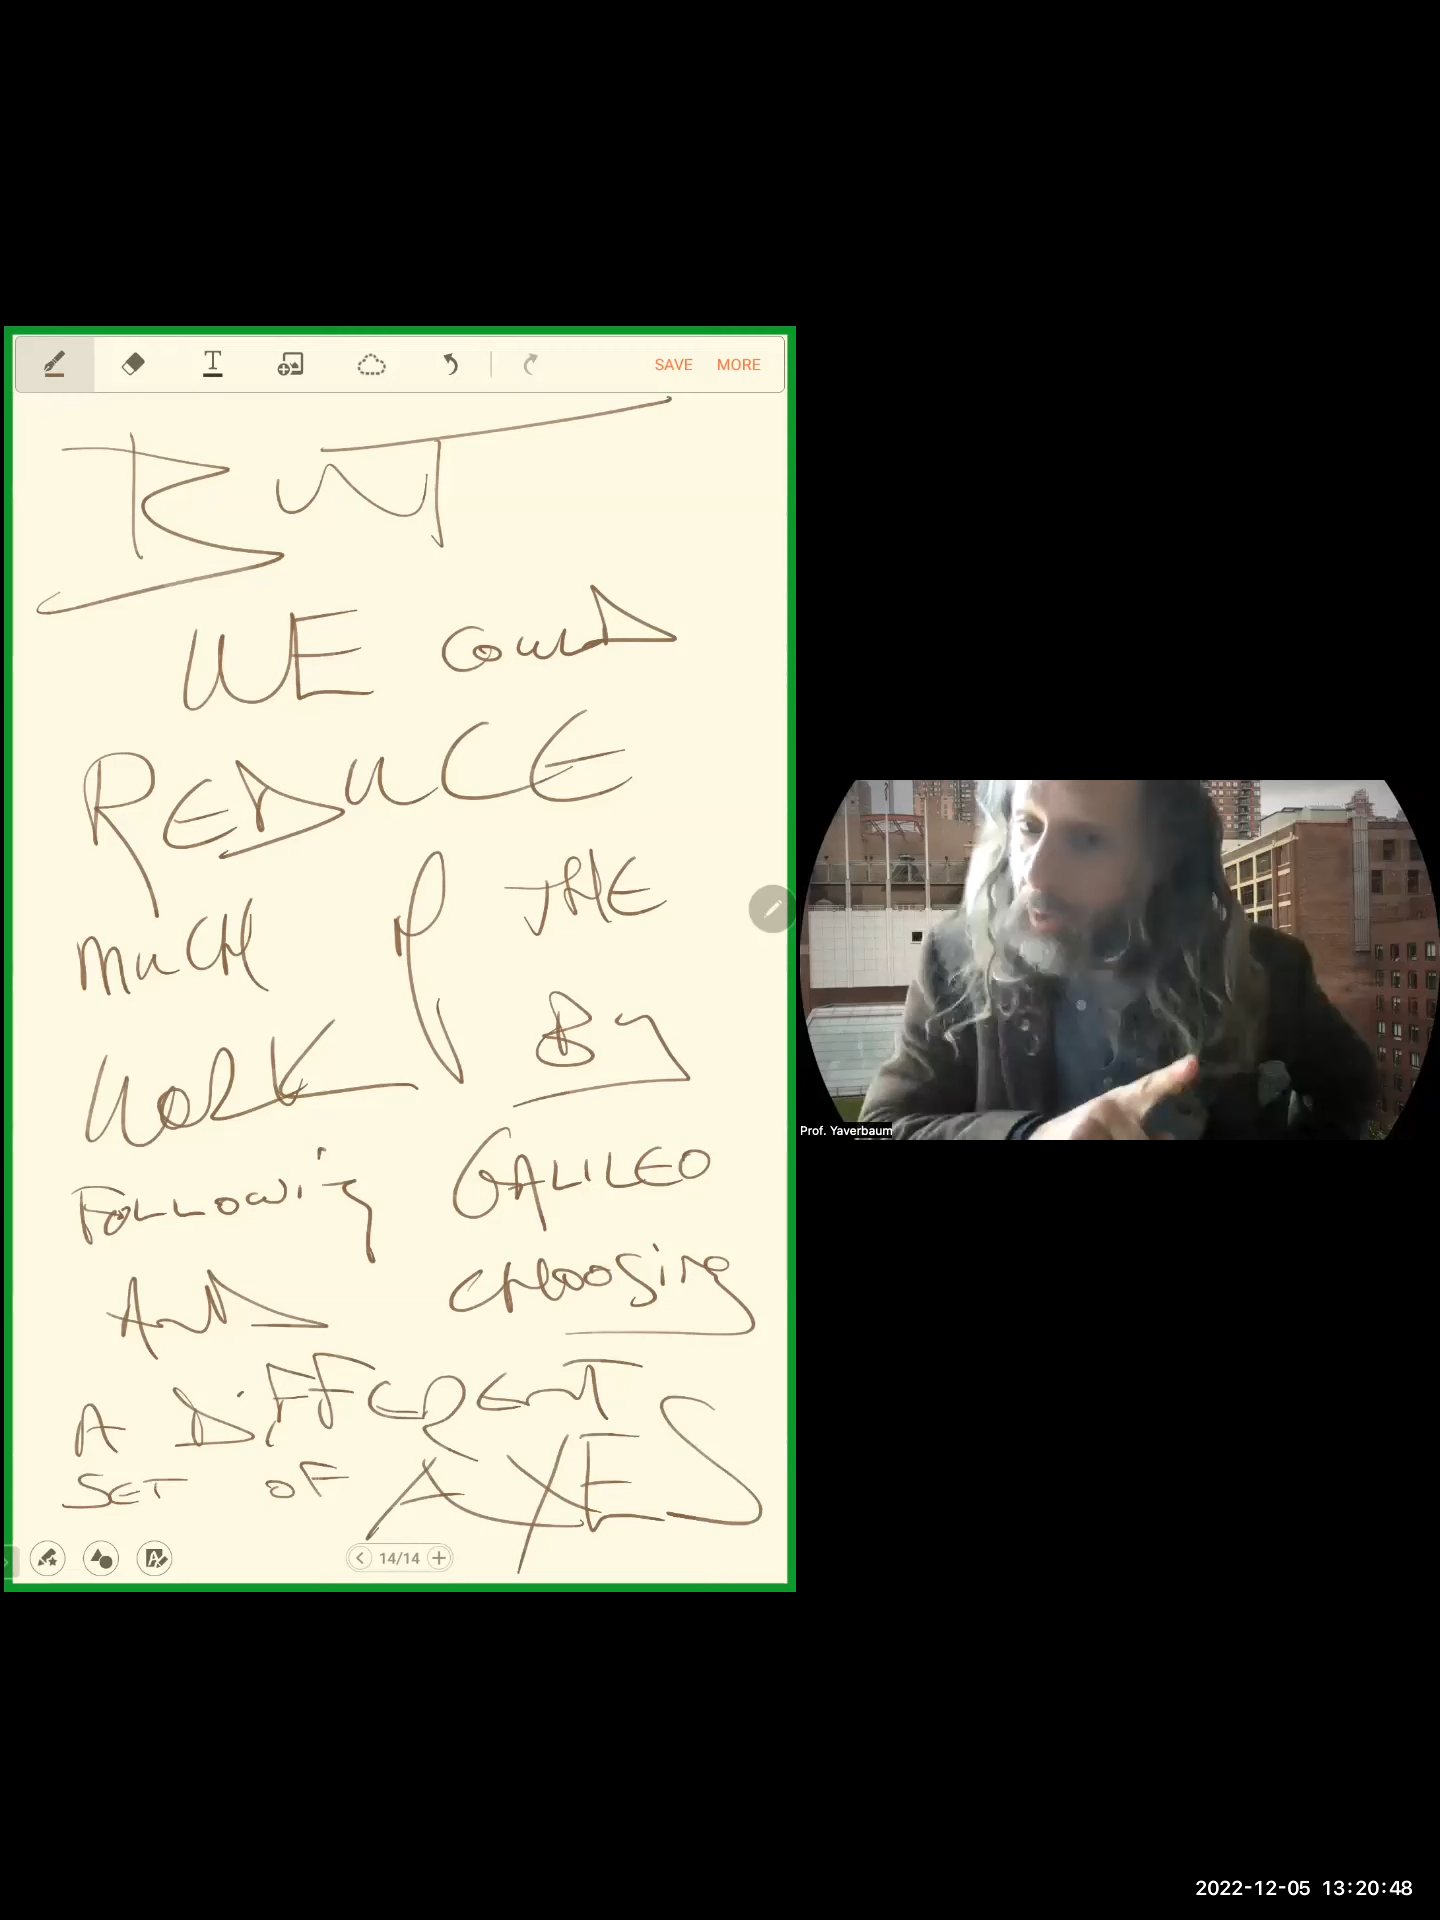 SAVE MORE
BUT
WE COULD
REDUCE
MUCH OF THE
WORK BY
FOLLOWING GALILEO
AND CHOOSING
A DIFFERENT
SET OF AXES
14/14
Prof. Yaverbaum
2022-12-05 13:20:48